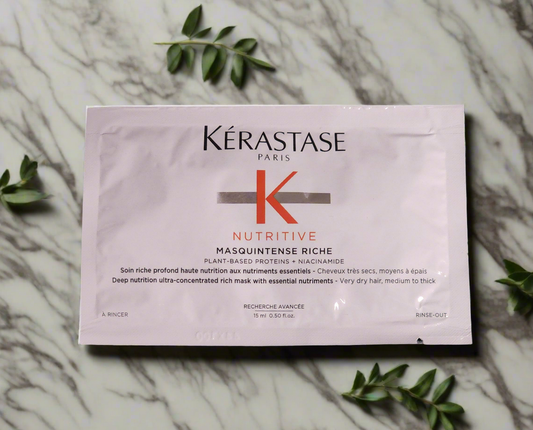 KÉRASTASE
PARIS
K
NUTRITIVE
MASQUINTENSE RICHE
PLANT-BASED PROTEINS + NIACINAMIDE
Soin riche profond haute nutrition aux nutriments essentiels - Cheveux très secs, moyens à épais
Deep nutrition ultra-concentrated rich mask with essential nutriments - Very dry hair, medium to thick
RECHERCHE AVANCÉE
15 ml 0.50 fl.oz.
À RINCER
RINSE-OUT